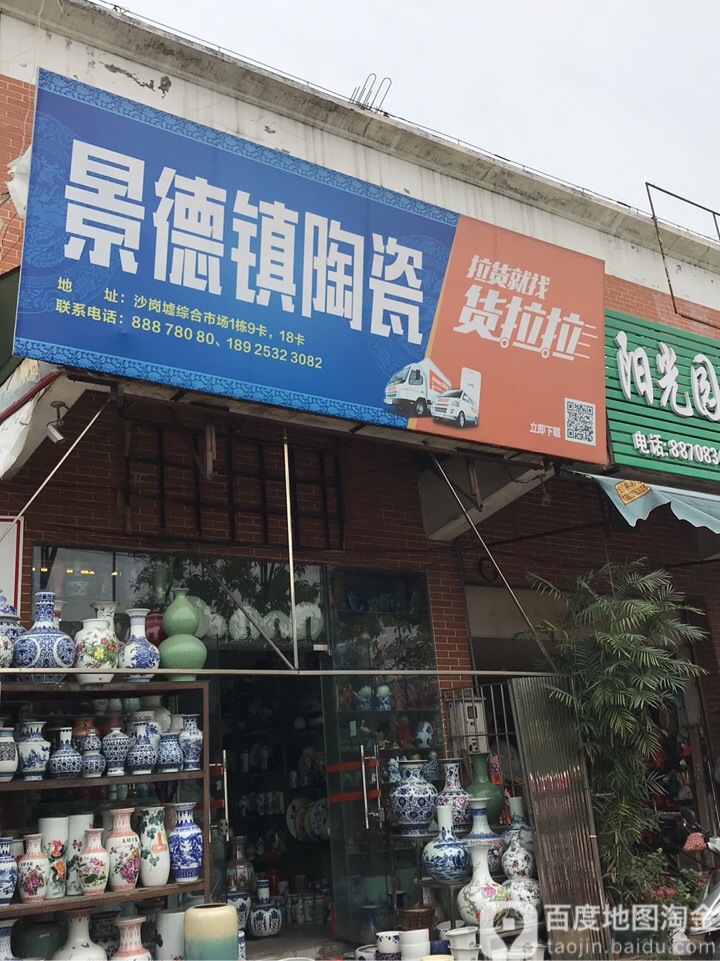 景德镇陶瓷
地 址：沙岗墟综合市场1栋9卡，18卡
联系电话：888 780 80、189 2532 3082
拉货就找
货拉拉
立即下载
阳光园
电话:887083
百度地图淘金
taojin.baidu.com